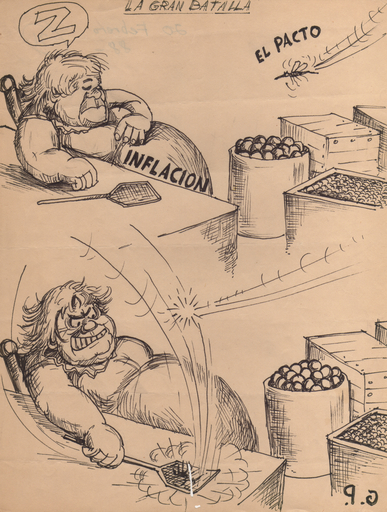 LA GRAN BATALLA
Z
EL PACTO
INFLACION
G.P.